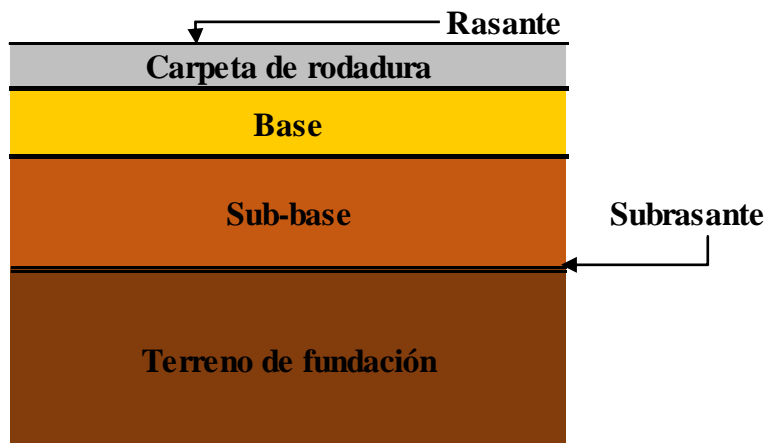 Rasante
Carpeta de rodadura
Base
Sub-base
Subrasante
Terreno de fundación